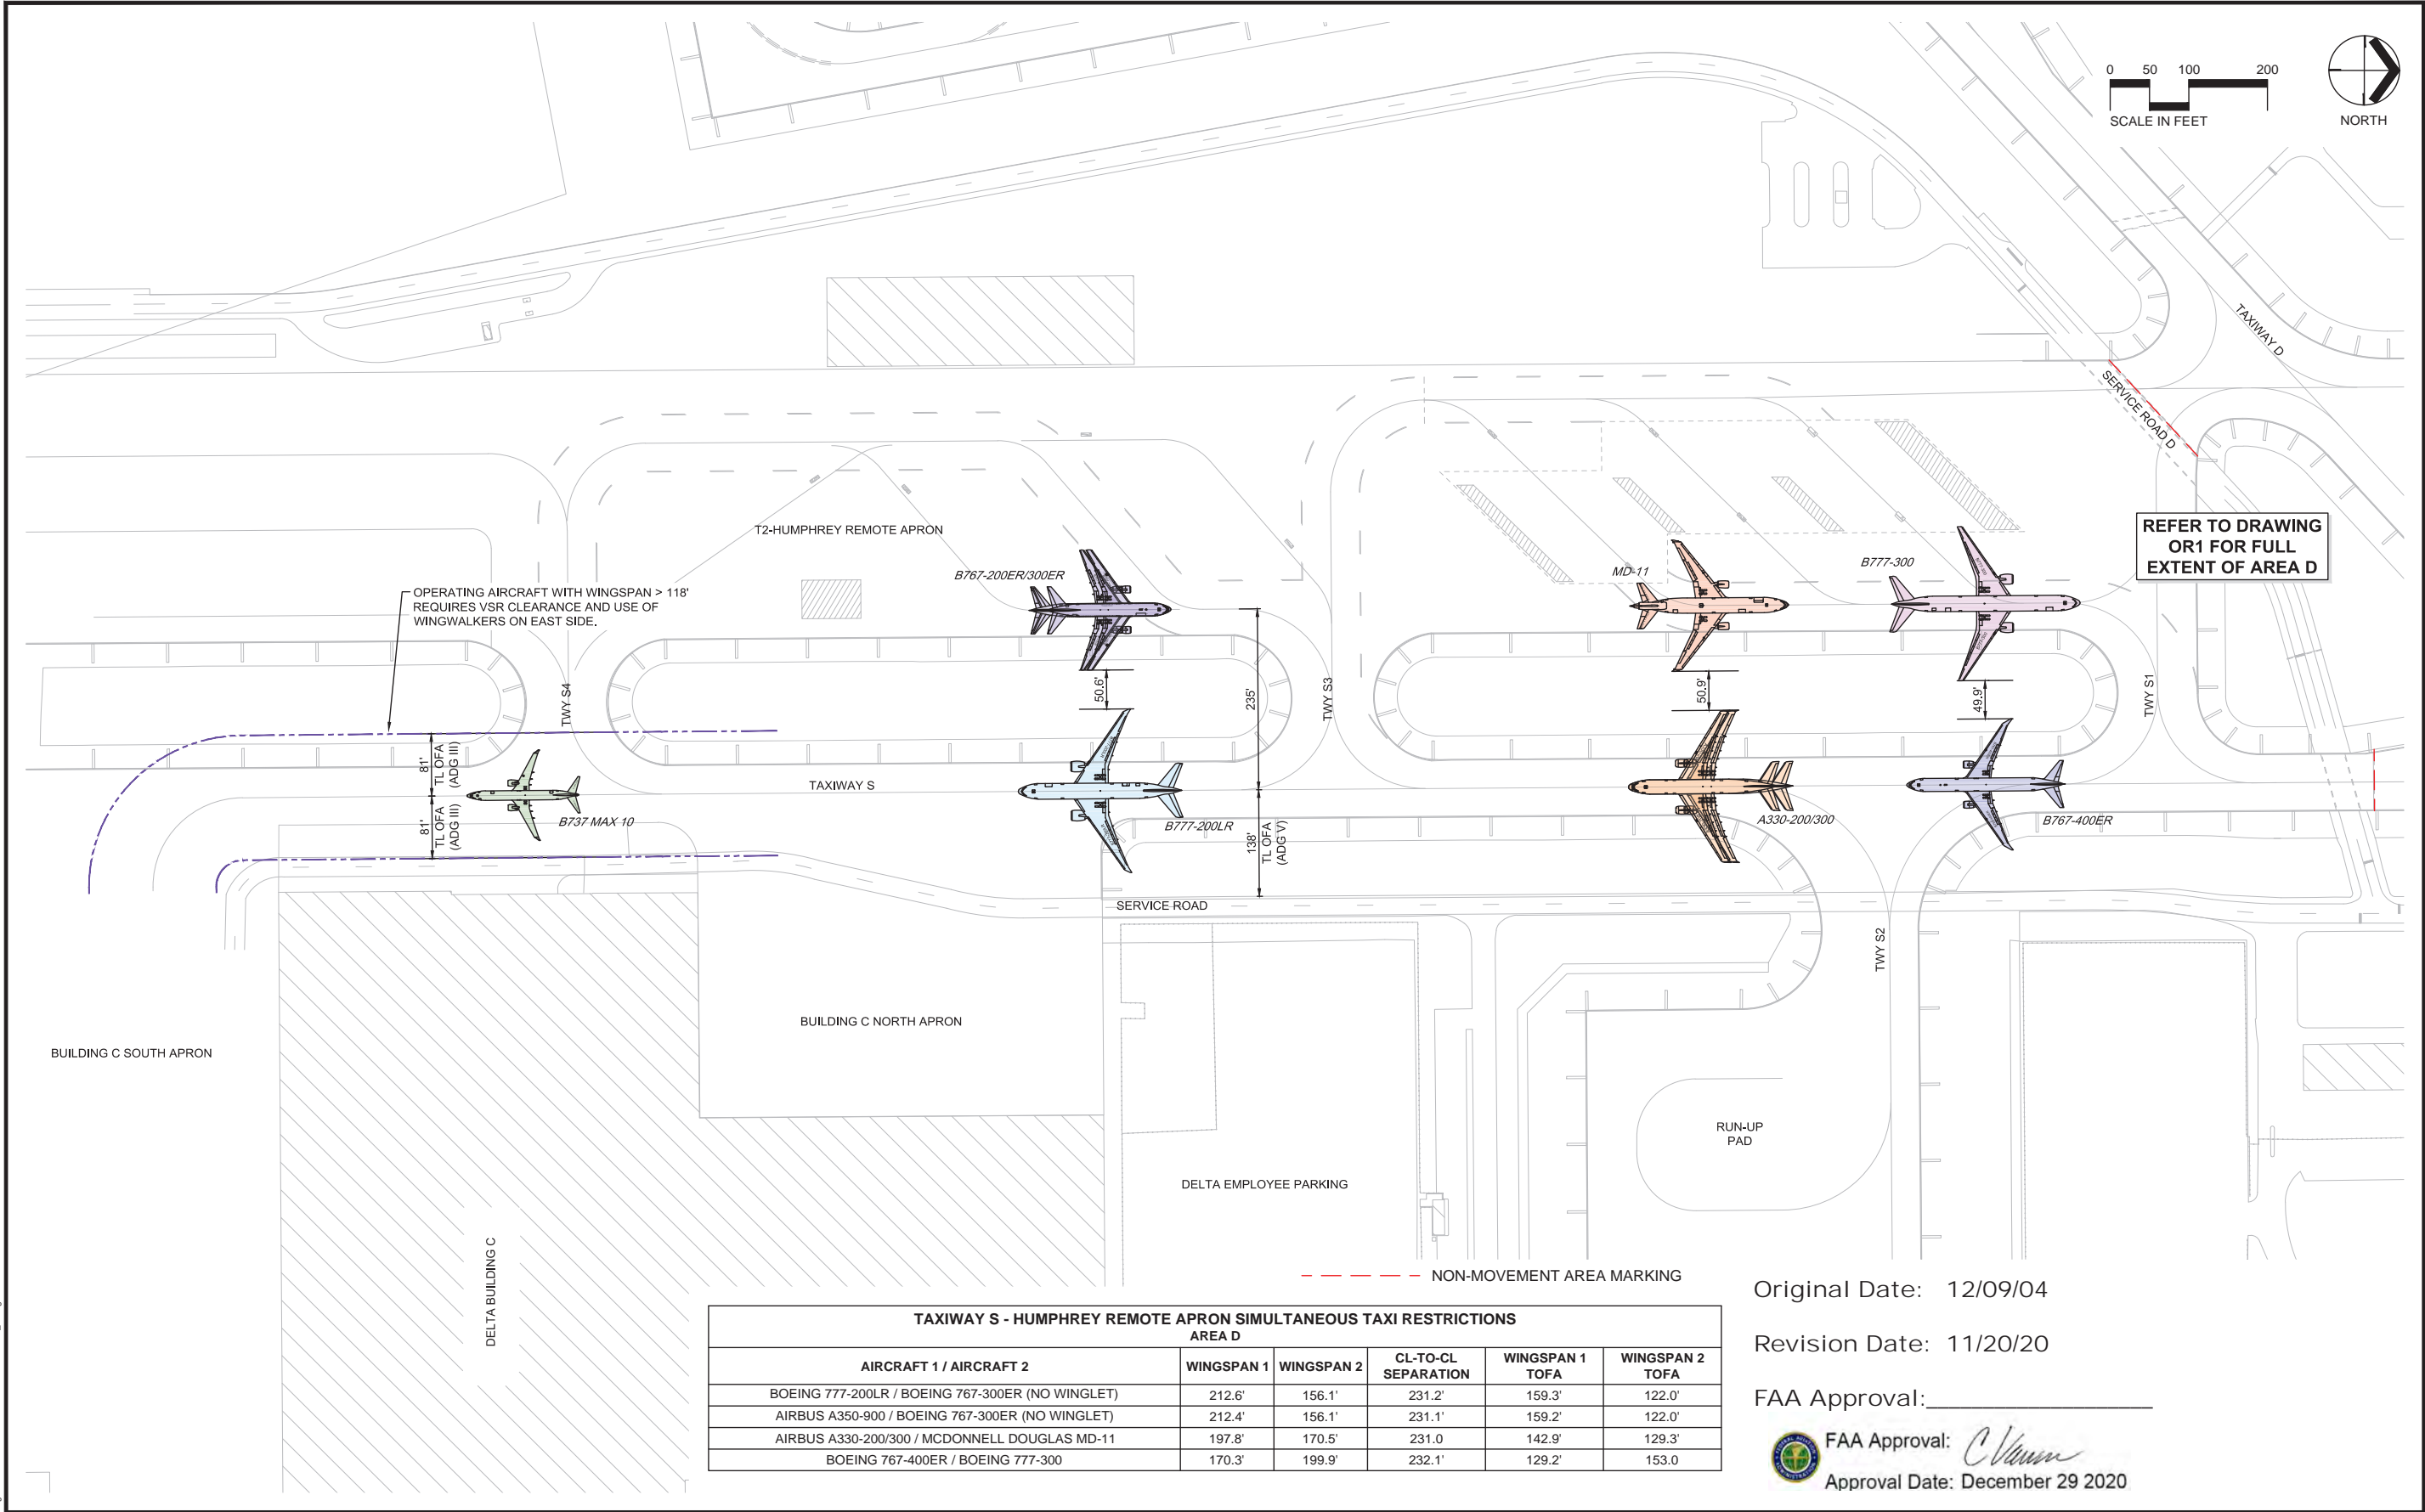 0 50 100 200
SCALE IN FEET
NORTH
TAXIWAY D
SERVICE ROAD D
REFER TO DRAWING
OR1 FOR FULL
EXTENT OF AREA D
T2-HUMPHREY REMOTE APRON
B767-200ER/300ER
MD-11
B777-300
OPERATING AIRCRAFT WITH WINGSPAN > 118'
REQUIRES VSR CLEARANCE AND USE OF
WINGWALKERS ON EAST SIDE.
TWY S4
50.6'
235'
TWY S3
50.9'
49.9'
TWY S1
81'
TL OFA
(ADG III)
81'
TL OFA
(ADG III)
TAXIWAY S
B737 MAX 10
B777-200LR
138'
TL OFA
(ADG V)
A330-200/300
B767-400ER
SERVICE ROAD
TWY S2
BUILDING C NORTH APRON
BUILDING C SOUTH APRON
RUN-UP
PAD
DELTA EMPLOYEE PARKING
DELTA BUILDING C
NON-MOVEMENT AREA MARKING
TAXIWAY S - HUMPHREY REMOTE APRON SIMULTANEOUS TAXI RESTRICTIONS
AREA D
AIRCRAFT 1 / AIRCRAFT 2 WINGSPAN 1 WINGSPAN 2 CL-TO-CL SEPARATION WINGSPAN 1 TOFA WINGSPAN 2 TOFA
BOEING 777-200LR / BOEING 767-300ER (NO WINGLET) 212.6' 156.1' 231.2' 159.3' 122.0'
AIRBUS A350-900 / BOEING 767-300ER (NO WINGLET) 212.4' 156.1' 231.1' 159.2' 122.0'
AIRBUS A330-200/300 / MCDONNELL DOUGLAS MD-11 197.8' 170.5' 231.0 142.9' 129.3'
BOEING 767-400ER / BOEING 777-300 170.3' 199.9' 232.1' 129.2' 153.0
Original Date: 12/09/04
Revision Date: 11/20/20
FAA Approval:
FAA Approval:
Approval Date: December 29 2020